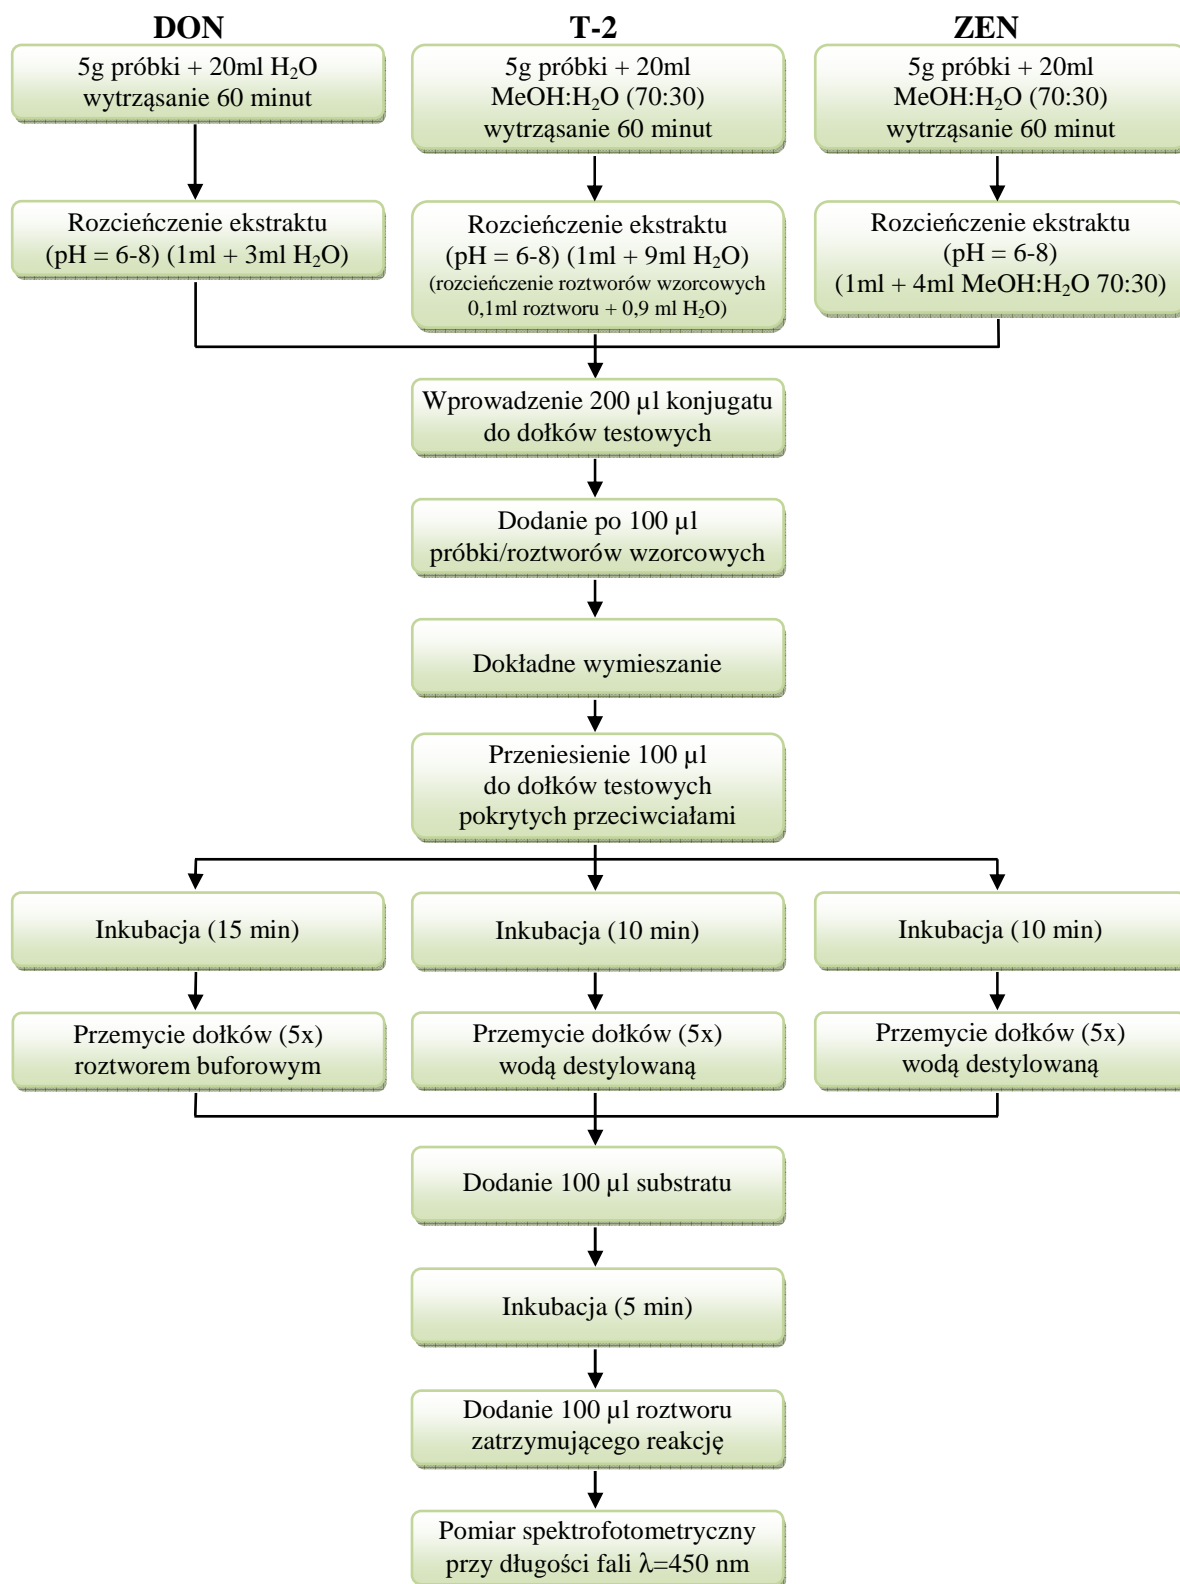 DON
T-2
ZEN
5g próbki + 20ml H₂O
wytrząsanie 60 minut
5g próbki + 20ml
MeOH:H₂O (70:30)
wytrząsanie 60 minut
5g próbki + 20ml
MeOH:H₂O (70:30)
wytrząsanie 60 minut
Rozcieńczenie ekstraktu
(pH = 6-8) (1ml + 3ml H₂O)
Rozcieńczenie ekstraktu
(pH = 6-8) (1ml + 9ml H₂O)
(rozcieńczenie roztworów wzorcowych
0,1ml roztworu + 0,9 ml H₂O)
Rozcieńczenie ekstraktu
(pH = 6-8)
(1ml + 4ml MeOH:H₂O 70:30)
Wprowadzenie 200 µl konjugatu
do dołków testowych
Dodanie po 100 µl
próbki/roztworów wzorcowych
Dokładne wymieszanie
Przeniesienie 100 µl
do dołków testowych
pokrytych przeciwciałami
Inkubacja (15 min)
Inkubacja (10 min)
Inkubacja (10 min)
Przemycie dołków (5x)
roztworem buforowym
Przemycie dołków (5x)
wodą destylowaną
Przemycie dołków (5x)
wodą destylowaną
Dodanie 100 µl substratu
Inkubacja (5 min)
Dodanie 100 µl roztworu
zatrzymującego reakcję
Pomiar spektrofotometryczny
przy długości fali λ=450 nm